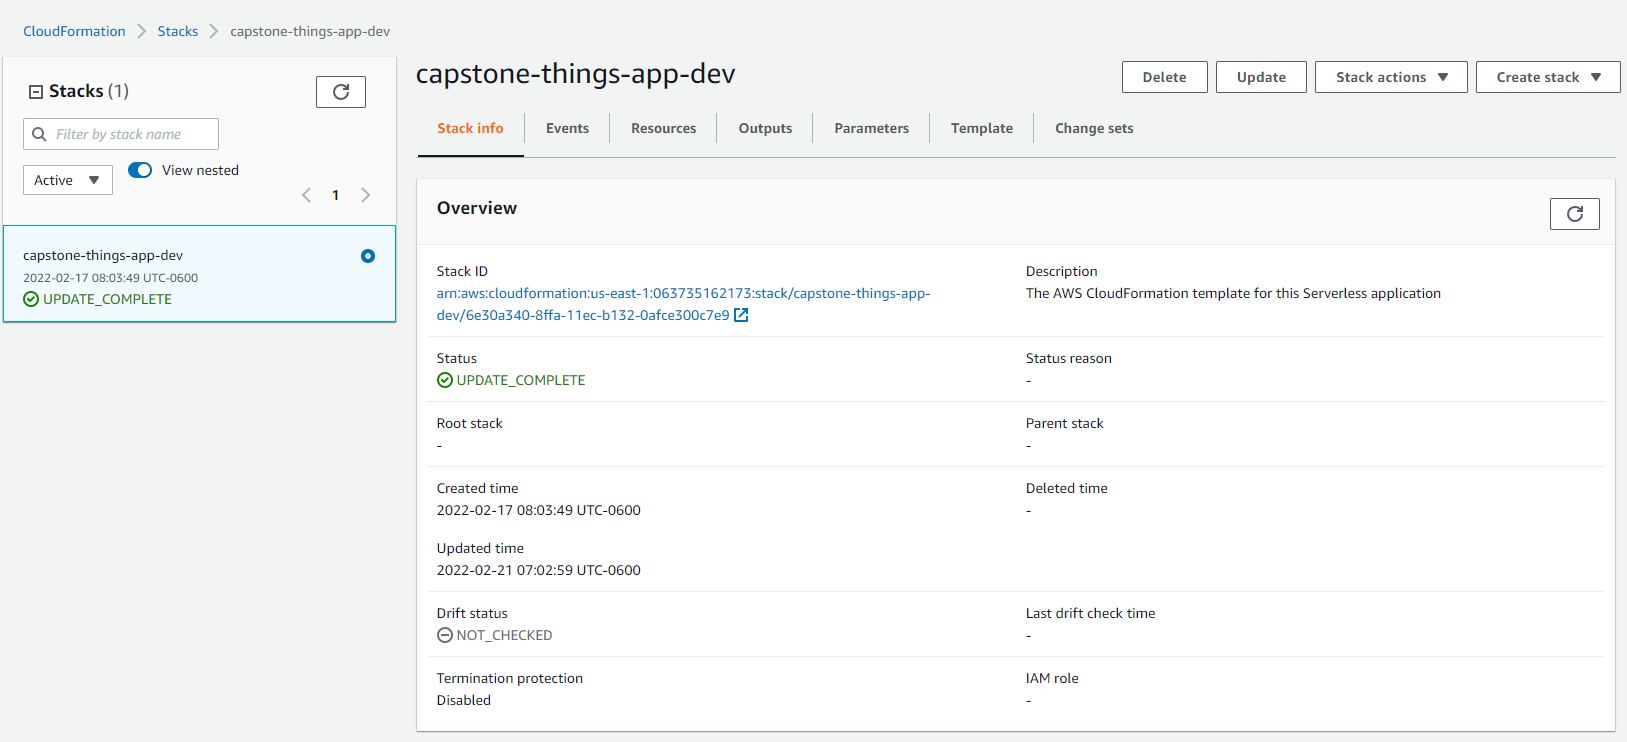 CloudFormation > Stacks > capstone-things-app-dev
Stacks (1)
Filter by stack name
Active
View nested
1
capstone-things-app-dev
2022-02-17 08:03:49 UTC-0600
UPDATE_COMPLETE
capstone-things-app-dev
Delete
Update
Stack actions
Create stack
Stack info
Events
Resources
Outputs
Parameters
Template
Change sets
Overview
Stack ID
arn:aws:cloudformation:us-east-1:063735162173:stack/capstone-things-app-
dev/6e30a340-8ffa-11ec-b132-0afce300c7e9
Description
The AWS CloudFormation template for this Serverless application
Status
UPDATE_COMPLETE
Status reason
-
Root stack
-
Parent stack
-
Created time
2022-02-17 08:03:49 UTC-0600
Deleted time
-
Updated time
2022-02-21 07:02:59 UTC-0600
Drift status
NOT_CHECKED
Last drift check time
-
Termination protection
Disabled
IAM role
-